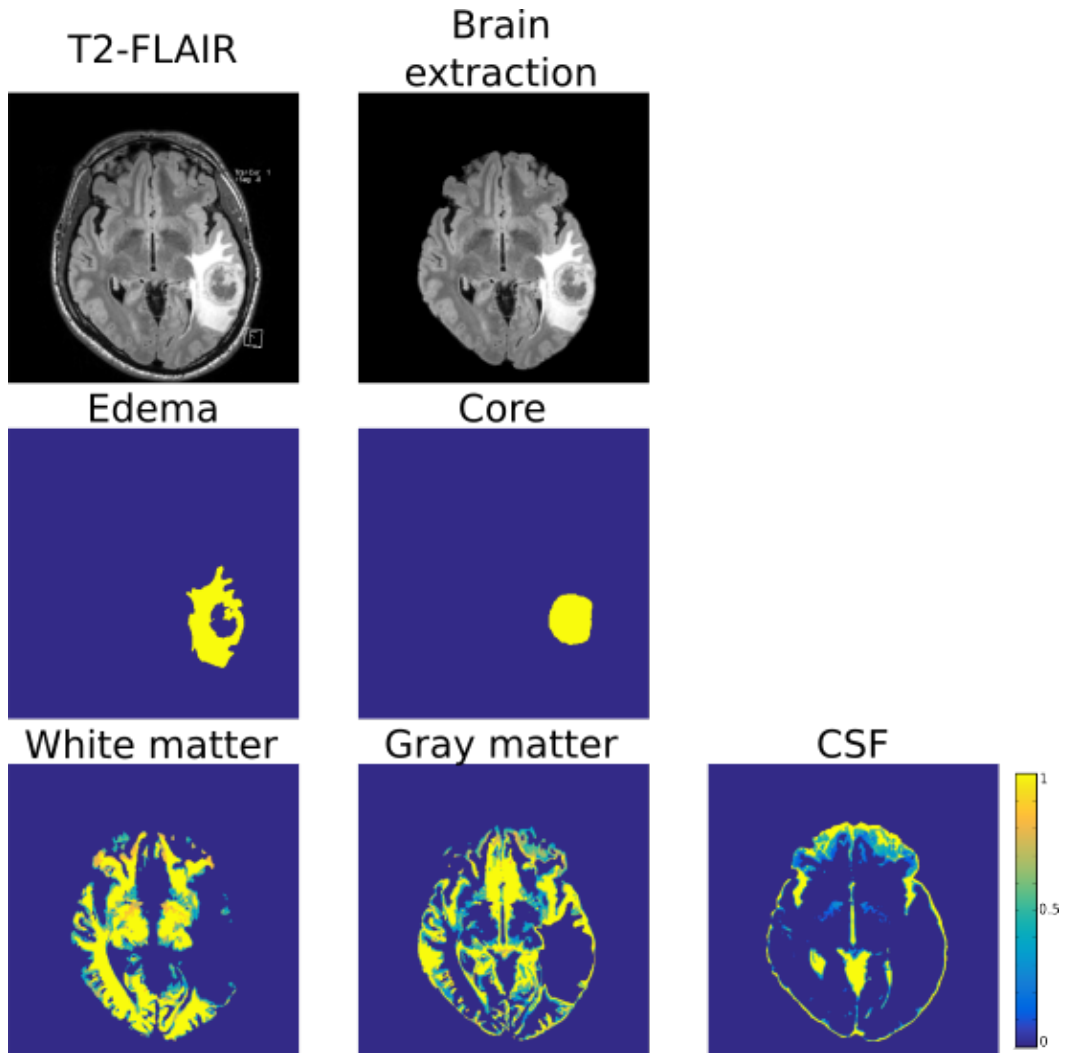 T2-FLAIR
Brain
extraction
Edema
Core
White matter
Gray matter
CSF
1
0.5
0